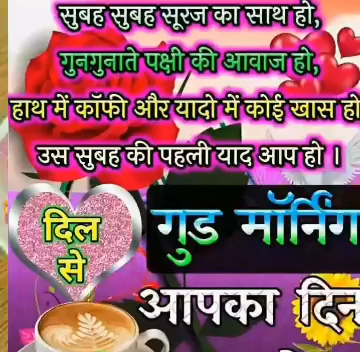 सुबह सुबह सूरज का साथ हो,
गुनगुनाते पक्षी की आवाज हो,
हाथ में कॉफी और यादो में कोई खास हो
उस सुबह की पहली याद आप हो ।
दिल
से
गुड मॉर्निंग
आपका दिन